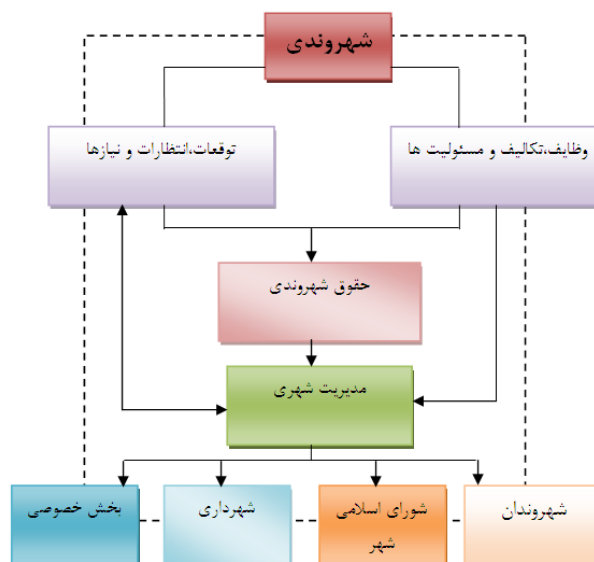 شهروندی
وظایف،تکالیف و مسئولیت ها
توقعات،انتظارات و نیازها
حقوق شهروندی
مدیریت شهری
شهروندان
شورای اسلامی
شهر
شهرداری
بخش خصوصی